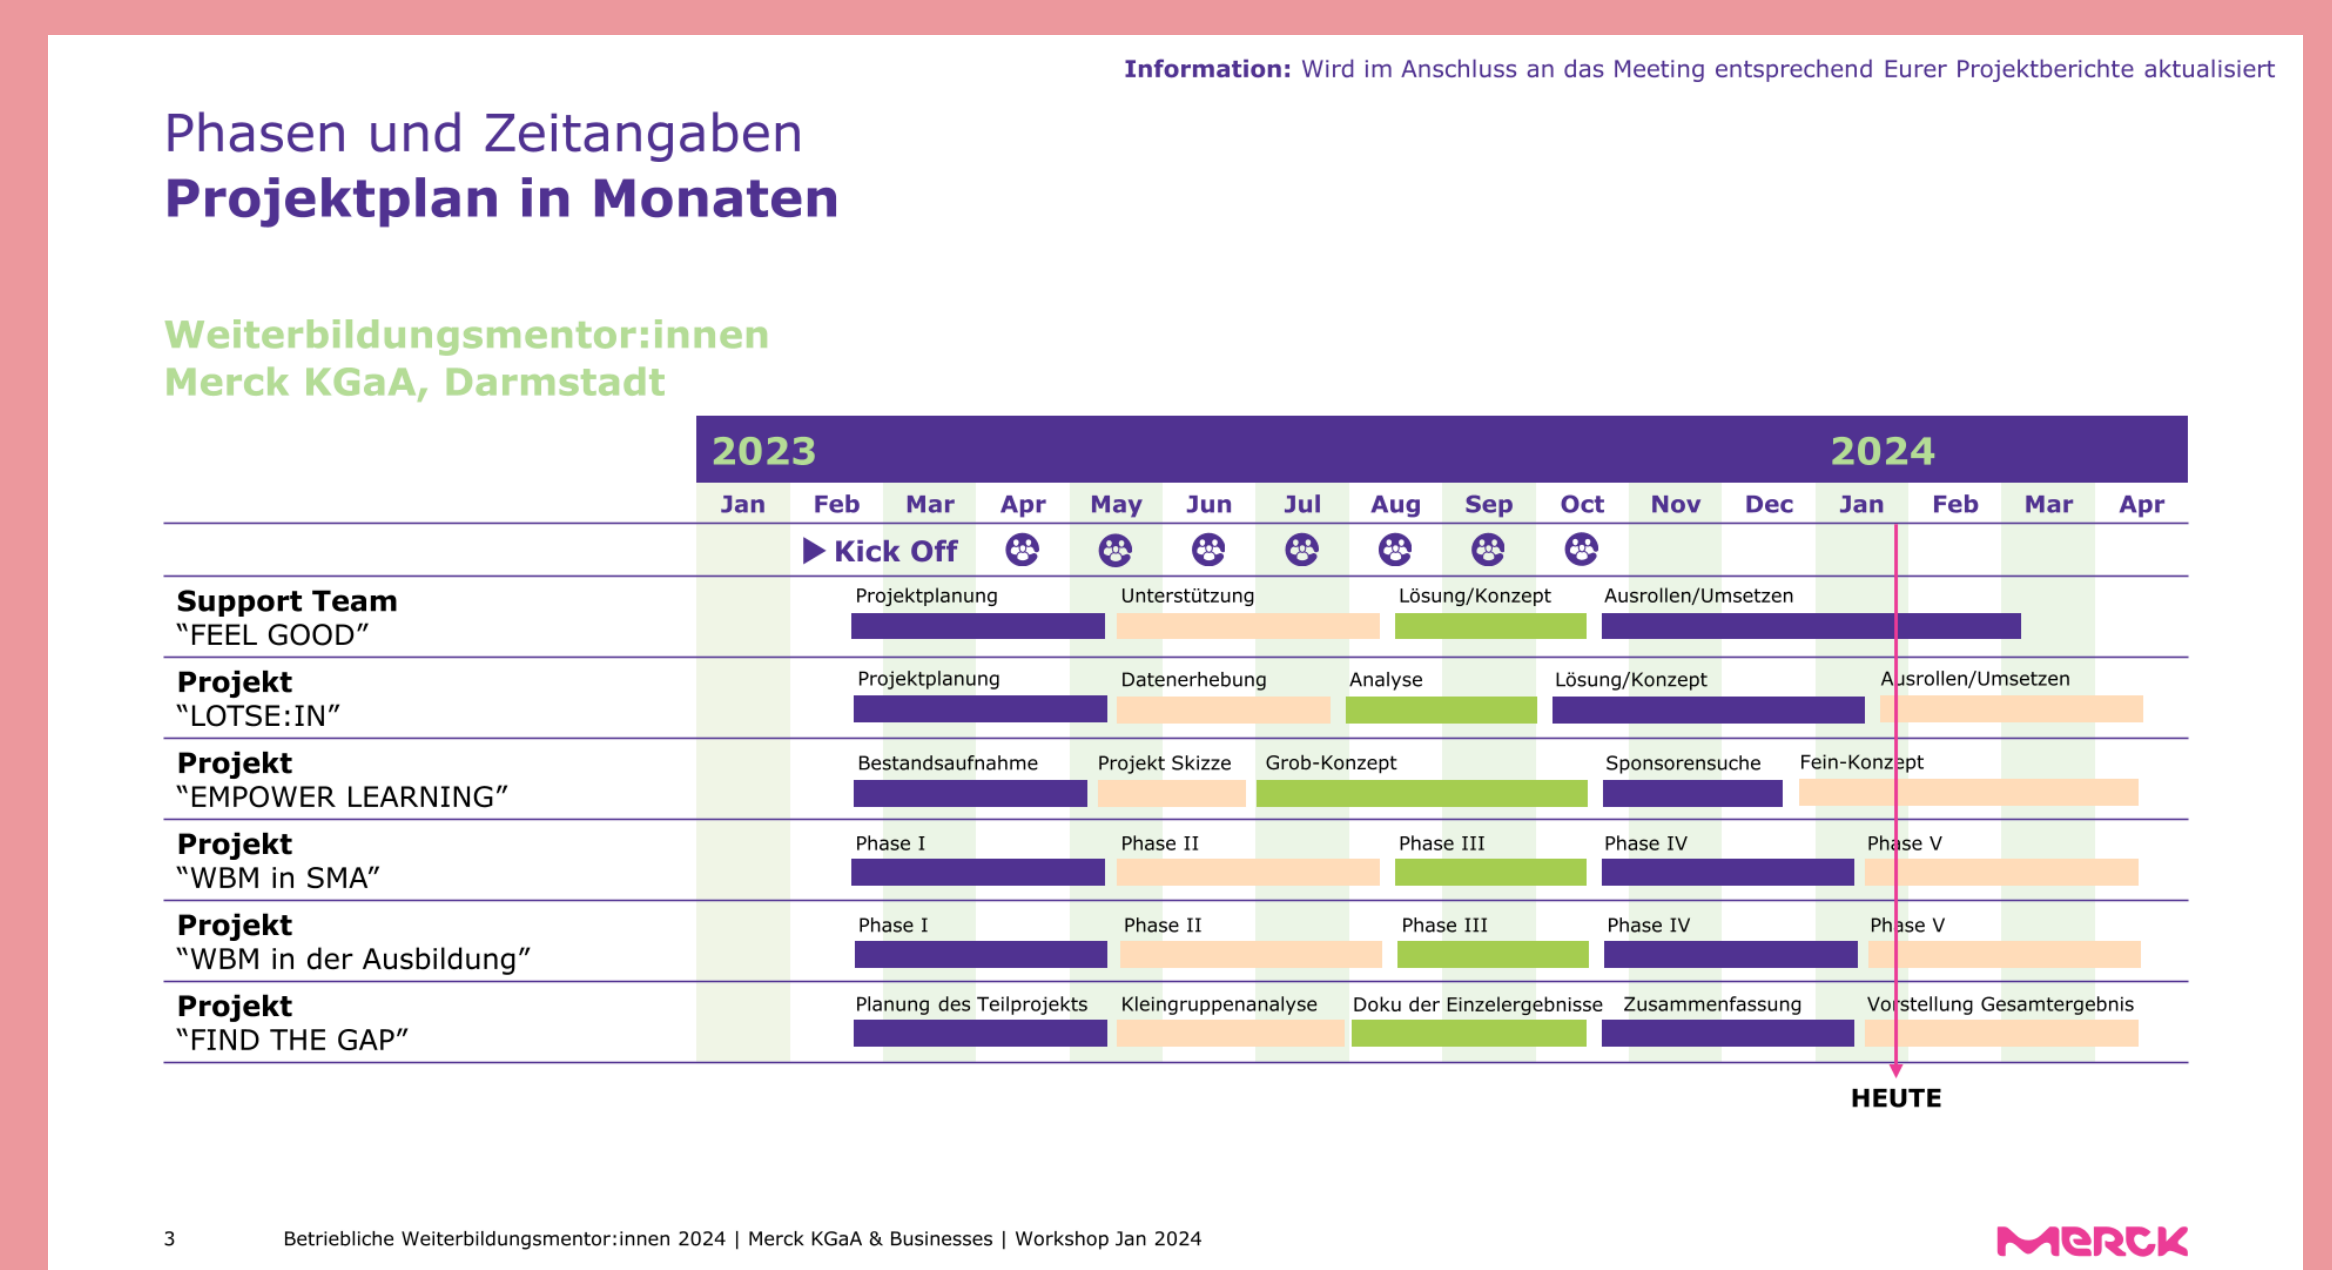 Information: Wird im Anschluss an das Meeting entsprechend Eurer Projektberichte aktualisiert
Phasen und Zeitangaben
Projektplan in Monaten
Weiterbildungsmentor:innen
Merck KGaA, Darmstadt
2023 2024
Jan Feb Mar Apr May Jun Jul Aug Sep Oct Nov Dec Jan Feb Mar Apr
Kick Off
Support Team
“FEEL GOOD”
Projektplanung Unterstützung Lösung/Konzept Ausrollen/Umsetzen
Projekt
“LOTSE:IN”
Projektplanung Datenerhebung Analyse Lösung/Konzept Ausrollen/Umsetzen
Projekt
“EMPOWER LEARNING”
Bestandsaufnahme Projekt Skizze Grob-Konzept Sponsorensuche Fein-Konzept
Projekt
“WBM in SMA”
Phase I Phase II Phase III Phase IV Phase V
Projekt
“WBM in der Ausbildung”
Phase I Phase II Phase III Phase IV Phase V
Projekt
“FIND THE GAP”
Planung des Teilprojekts Kleingruppenanalyse Doku der Einzelergebnisse Zusammenfassung Vorstellung Gesamtergebnis
HEUTE
3 Betriebliche Weiterbildungsmentor:innen 2024 | Merck KGaA & Businesses | Workshop Jan 2024
MERCK